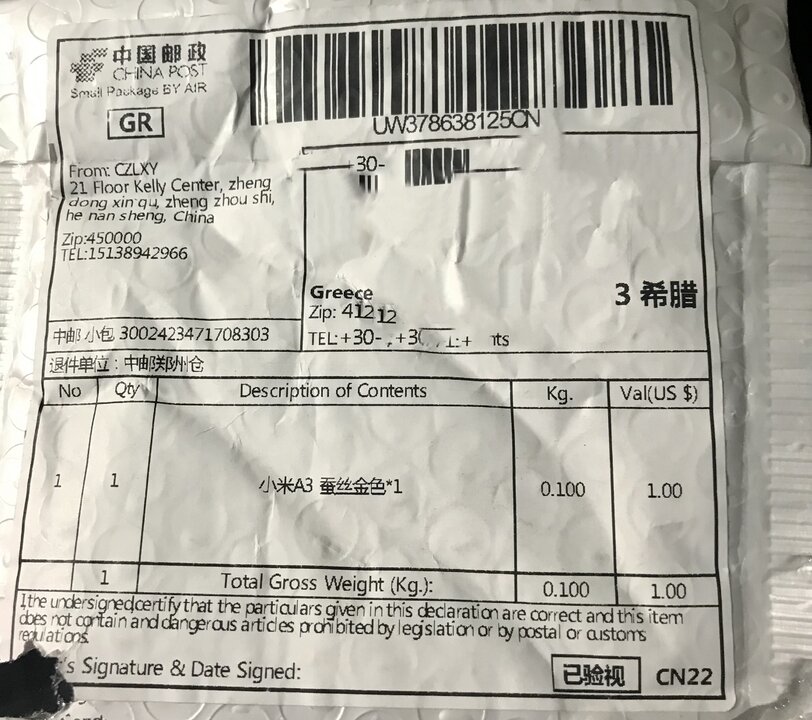 中国邮政
CHINA POST
Small Package BY AIR
GR
UW378638125CN
From: CZLXY
21 Floor Kelly Center, zheng
dong xin qu, zheng zhou shi,
he nan sheng, China
Zip:450000
TEL:15138942966
+30-
Greece
Zip: 41212
3 希腊
TEL:+30- ,+3
中邮小包 3002423471708303
退件单位：中邮郑州仓
No Qty Description of Contents Kg. Val(US $)
1 1 小米A3 蚕丝金色*1 0.100 1.00
1 Total Gross Weight (Kg.): 0.100 1.00
I,the undersigned,certify that the particulars given in this declaration are correct and this item
does not contain and dangerous articles prohibited by legislation or by postal or customs
regulations.
's Signature & Date Signed:
已验视 CN22